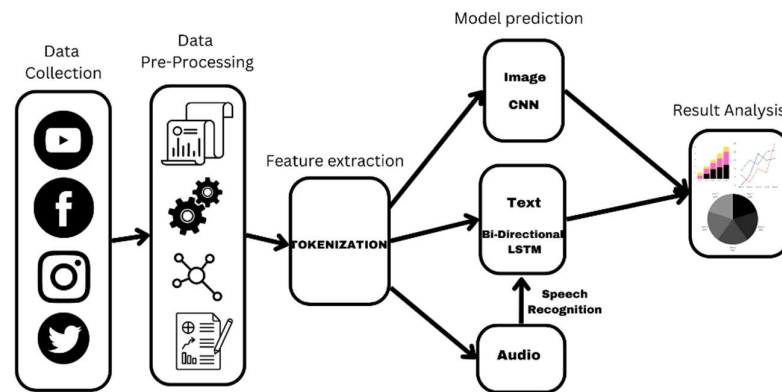 Data
Collection
Data
Pre-Processing
Feature extraction
TOKENIZATION
Model prediction
Image
CNN
Text
Bi-Directional
LSTM
Speech
Recognition
Audio
Result Analysis